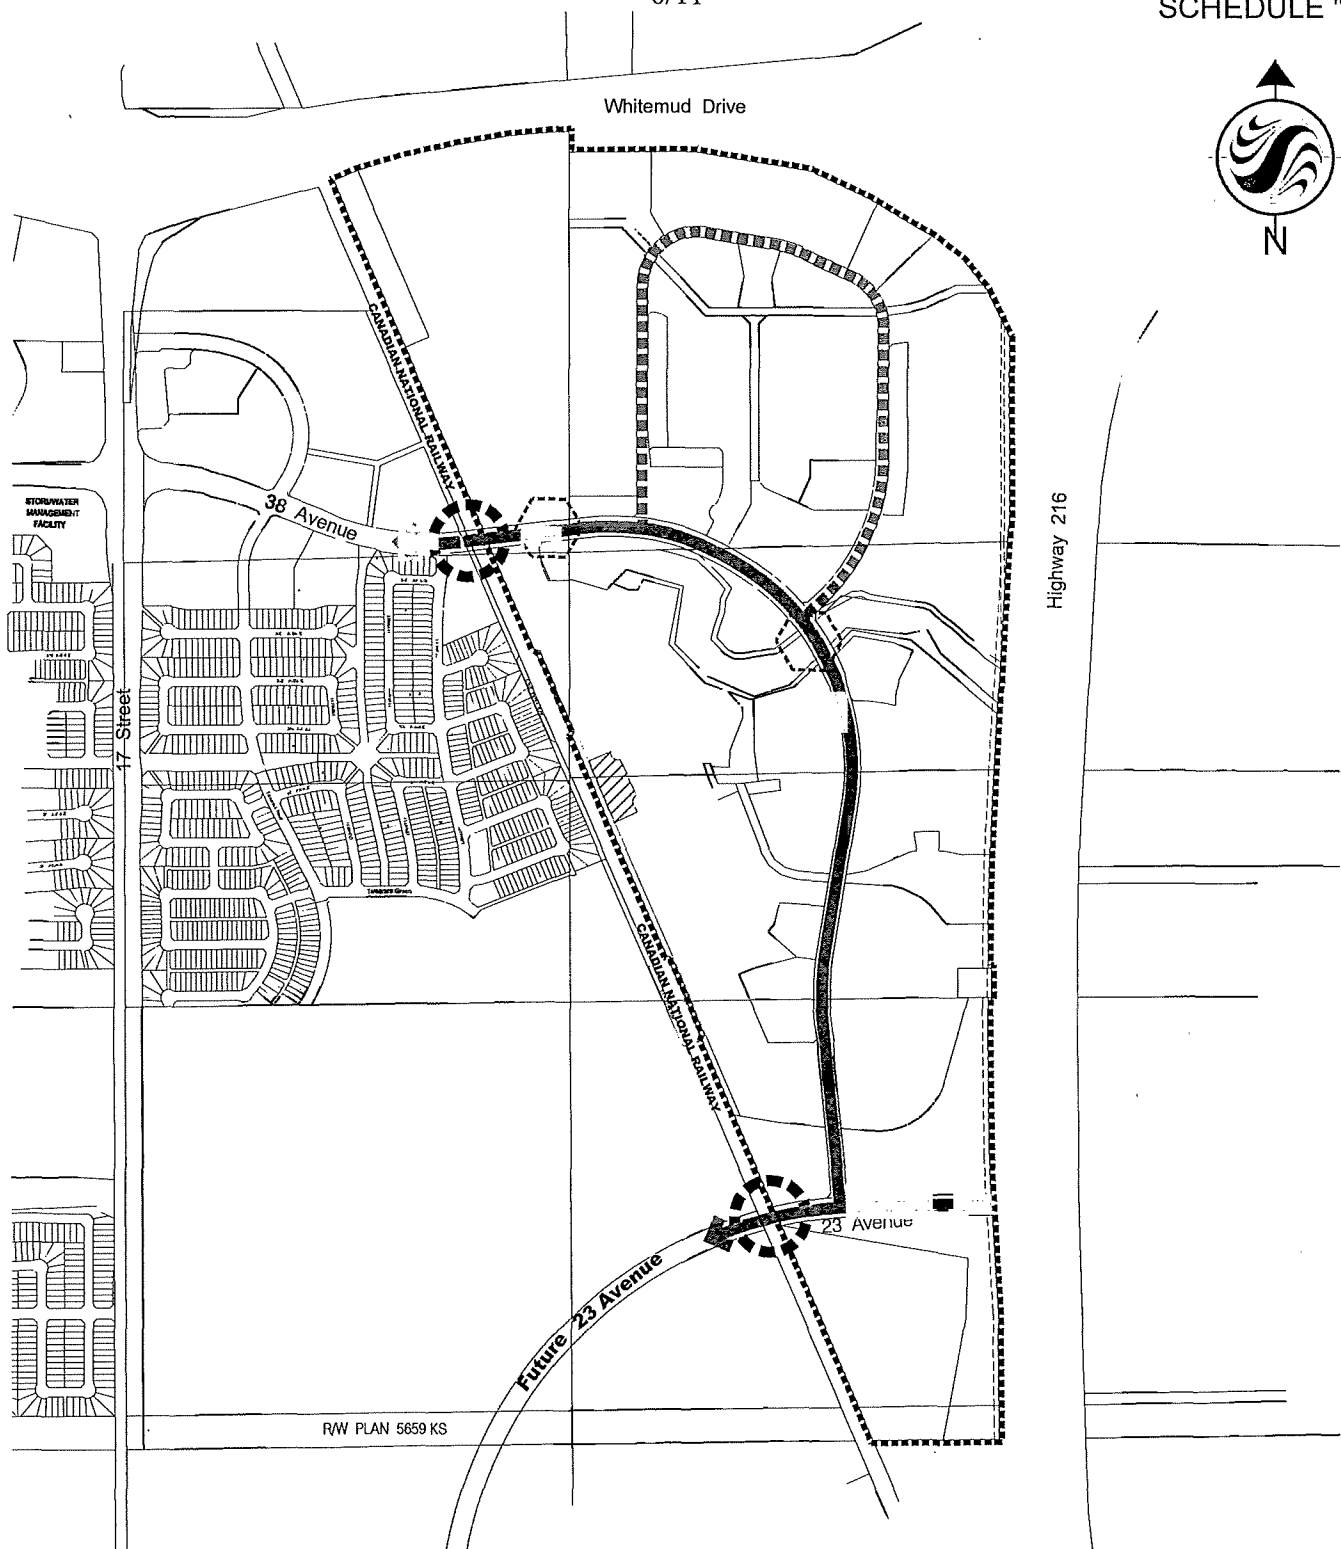 SCHEDULE
Whitemud Drive
N
CANADIAN NATIONAL RAILWAY
STORMWATER
MANAGEMENT
FACILITY
38 Avenue
Highway 216
17 Street
CANADIAN NATIONAL RAILWAY
23 Avenue
Future 23 Avenue
R/W PLAN 5659 KS